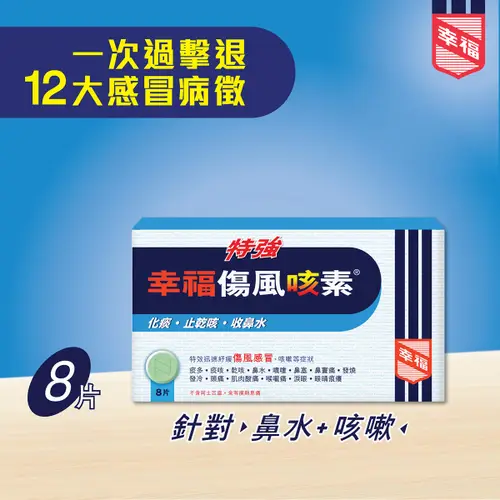 一次過擊退
12大感冒病徵
幸福
特強
幸福傷風咳素®
化痰・止乾咳・收鼻水
特效迅速紓緩傷風感冒、咳嗽等症狀
痰多・痰咳・乾咳・鼻水・噴嚏・鼻塞・鼻竇痛・發燒
發冷・頭痛・肌肉酸痛・喉嚨痛・淚眼・眼睛痕癢
8片
幸福
8片
針對 鼻水+咳嗽